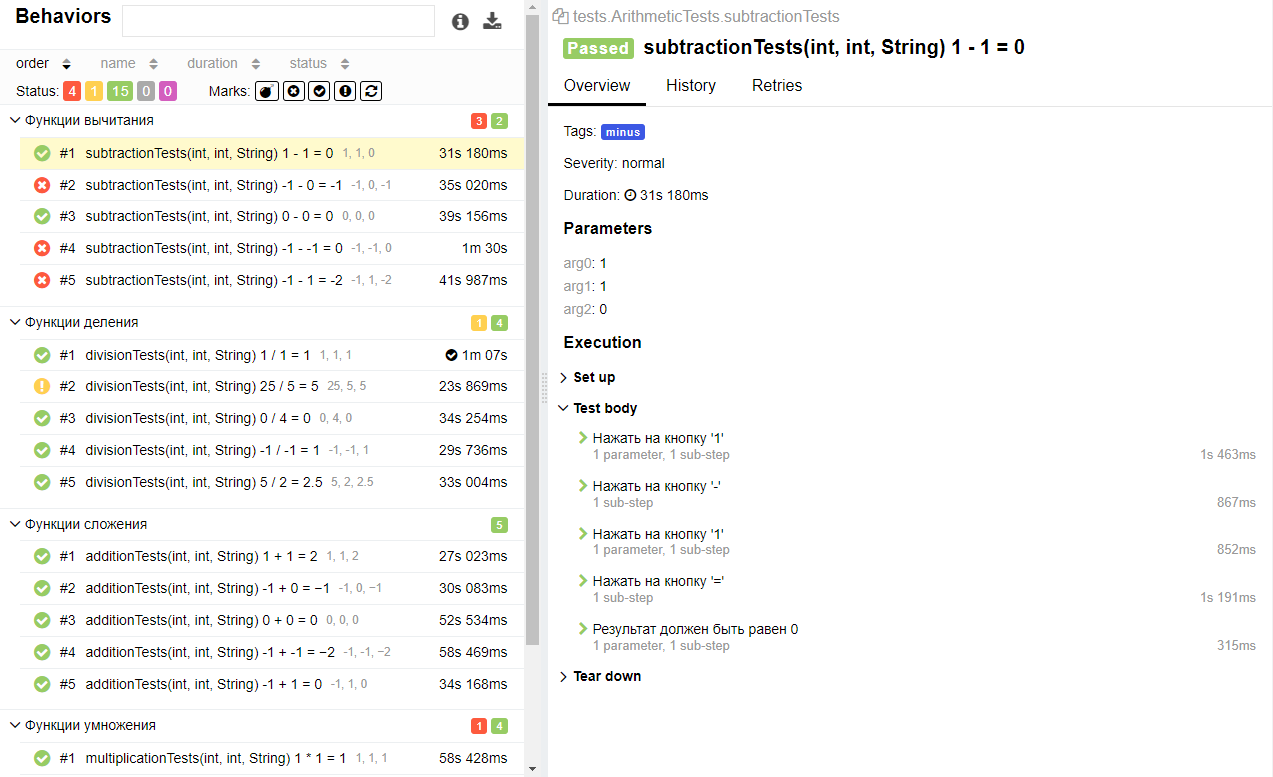 Behaviors
order name duration status
Status: 4 1 15 0 0 Marks:
Функции вычитания 3 2
#1 subtractionTests(int, int, String) 1 - 1 = 0 1, 1, 0 31s 180ms
#2 subtractionTests(int, int, String) -1 - 0 = -1 -1, 0, -1 35s 020ms
#3 subtractionTests(int, int, String) 0 - 0 = 0 0, 0, 0 39s 156ms
#4 subtractionTests(int, int, String) -1 - -1 = 0 -1, -1, 0 1m 30s
#5 subtractionTests(int, int, String) -1 - 1 = -2 -1, 1, -2 41s 987ms
Функции деления 1 4
#1 divisionTests(int, int, String) 1 / 1 = 1 1, 1, 1 1m 07s
#2 divisionTests(int, int, String) 25 / 5 = 5 25, 5, 5 23s 869ms
#3 divisionTests(int, int, String) 0 / 4 = 0 0, 4, 0 34s 254ms
#4 divisionTests(int, int, String) -1 / -1 = 1 -1, -1, 1 29s 736ms
#5 divisionTests(int, int, String) 5 / 2 = 2.5 5, 2, 2.5 33s 004ms
Функции сложения 5
#1 additionTests(int, int, String) 1 + 1 = 2 1, 1, 2 27s 023ms
#2 additionTests(int, int, String) -1 + 0 = −1 -1, 0, −1 30s 083ms
#3 additionTests(int, int, String) 0 + 0 = 0 0, 0, 0 52s 534ms
#4 additionTests(int, int, String) -1 + -1 = −2 -1, -1, −2 58s 469ms
#5 additionTests(int, int, String) -1 + 1 = 0 -1, 1, 0 34s 168ms
Функции умножения 1 4
#1 multiplicationTests(int, int, String) 1 * 1 = 1 1, 1, 1 58s 428ms
tests.ArithmeticTests.subtractionTests
Passed subtractionTests(int, int, String) 1 - 1 = 0
Overview History Retries
Tags: minus
Severity: normal
Duration: 31s 180ms
Parameters
arg0: 1
arg1: 1
arg2: 0
Execution
Set up
Test body
Нажать на кнопку '1'
1 parameter, 1 sub-step 1s 463ms
Нажать на кнопку '-'
1 sub-step 867ms
Нажать на кнопку '1'
1 parameter, 1 sub-step 852ms
Нажать на кнопку '='
1 sub-step 1s 191ms
Результат должен быть равен 0
1 parameter, 1 sub-step 315ms
Tear down